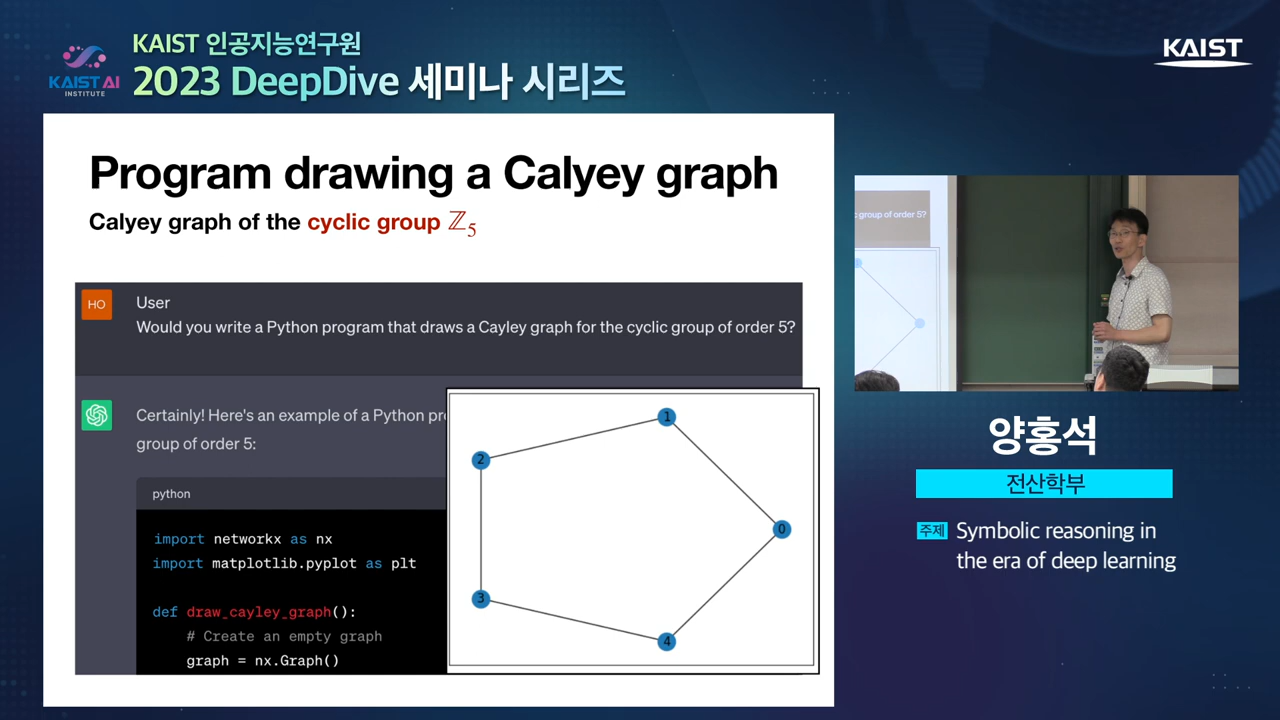 KAIST 인공지능연구원
2023 DeepDive 세미나 시리즈
KAIST AI
INSTITUTE
KAIST
Program drawing a Calyey graph
Calyey graph of the cyclic group ℤ₅
HO
User
Would you write a Python program that draws a Cayley graph for the cyclic group of order 5?
Certainly! Here's an example of a Python pr
group of order 5:
python
import networkx as nx
import matplotlib.pyplot as plt
def draw_cayley_graph():
# Create an empty graph
graph = nx.Graph()
1
2
0
3
4
c group of order 5?
양홍석
전산학부
주제 Symbolic reasoning in
the era of deep learning